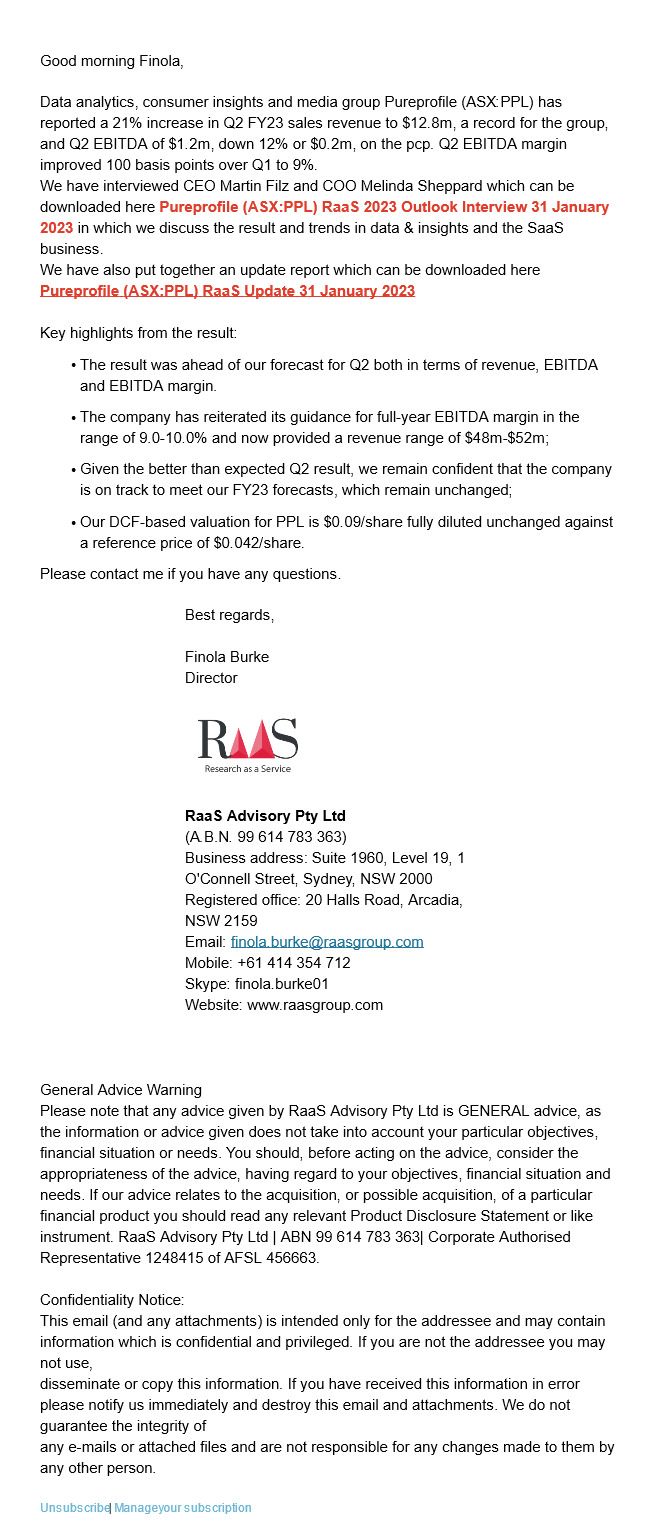 Good morning Finola,
Data analytics, consumer insights and media group Pureprofile (ASX:PPL) has
reported a 21% increase in Q2 FY23 sales revenue to $12.8m, a record for the group,
and Q2 EBITDA of $1.2m, down 12% or $0.2m, on the pcp. Q2 EBITDA margin
improved 100 basis points over Q1 to 9%.
We have interviewed CEO Martin Filz and COO Melinda Sheppard which can be
downloaded here Pureprofile (ASX:PPL) RaaS 2023 Outlook Interview 31 January
2023 in which we discuss the result and trends in data & insights and the SaaS
business.
We have also put together an update report which can be downloaded here
Pureprofile (ASX:PPL) RaaS Update 31 January 2023
Key highlights from the result:
• The result was ahead of our forecast for Q2 both in terms of revenue, EBITDA
and EBITDA margin.
• The company has reiterated its guidance for full-year EBITDA margin in the
range of 9.0-10.0% and now provided a revenue range of $48m-$52m;
• Given the better than expected Q2 result, we remain confident that the company
is on track to meet our FY23 forecasts, which remain unchanged;
• Our DCF-based valuation for PPL is $0.09/share fully diluted unchanged against
a reference price of $0.042/share.
Please contact me if you have any questions.
Best regards,
Finola Burke
Director
RaaS
Research as a Service
RaaS Advisory Pty Ltd
(A.B.N. 99 614 783 363)
Business address: Suite 1960, Level 19, 1
O'Connell Street, Sydney, NSW 2000
Registered office: 20 Halls Road, Arcadia,
NSW 2159
Email: finola.burke@raasgroup.com
Mobile: +61 414 354 712
Skype: finola.burke01
Website: www.raasgroup.com
General Advice Warning
Please note that any advice given by RaaS Advisory Pty Ltd is GENERAL advice, as
the information or advice given does not take into account your particular objectives,
financial situation or needs. You should, before acting on the advice, consider the
appropriateness of the advice, having regard to your objectives, financial situation and
needs. If our advice relates to the acquisition, or possible acquisition, of a particular
financial product you should read any relevant Product Disclosure Statement or like
instrument. RaaS Advisory Pty Ltd | ABN 99 614 783 363| Corporate Authorised
Representative 1248415 of AFSL 456663.
Confidentiality Notice:
This email (and any attachments) is intended only for the addressee and may contain
information which is confidential and privileged. If you are not the addressee you may
not use,
disseminate or copy this information. If you have received this information in error
please notify us immediately and destroy this email and attachments. We do not
guarantee the integrity of
any e-mails or attached files and are not responsible for any changes made to them by
any other person.
Unsubscribe| Manageyour subscription